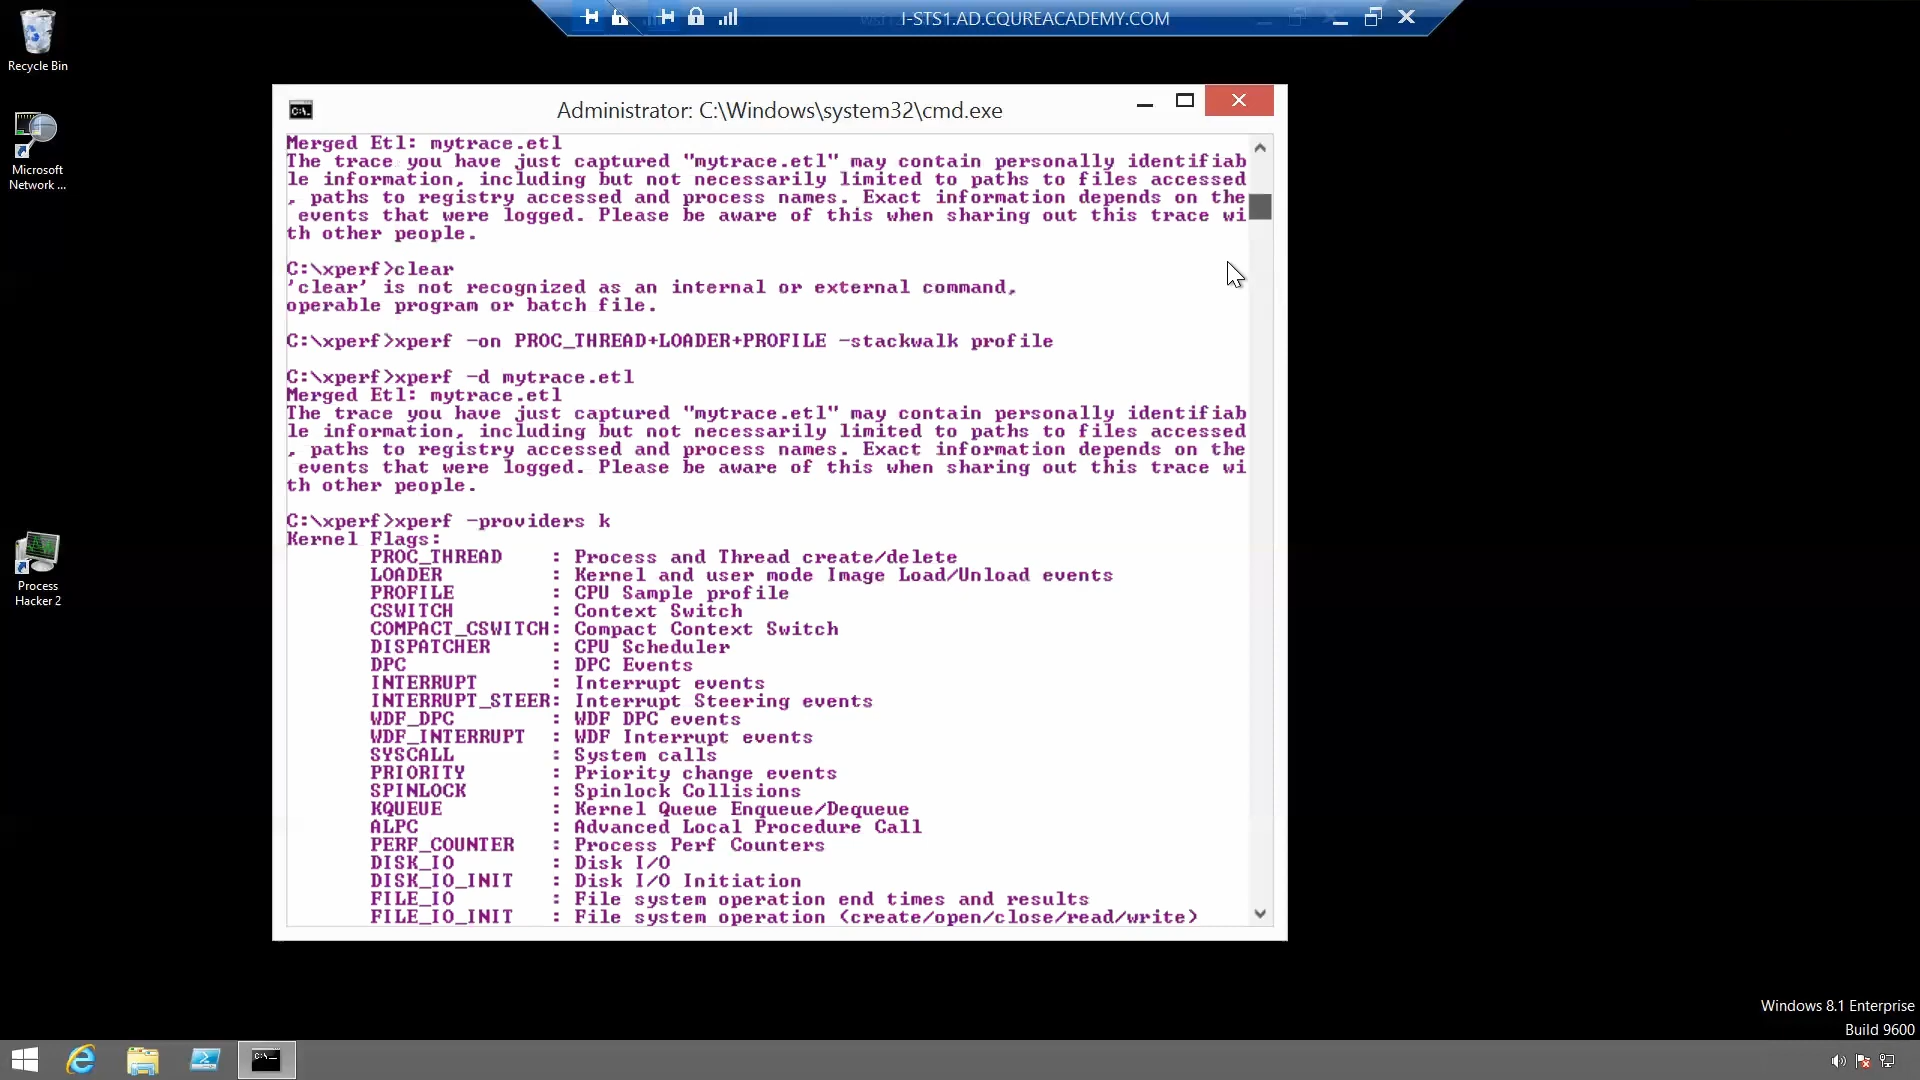 Recycle Bin
Microsoft
Network ...
Process
Hacker 2
I-STS1.AD.CQUREACADEMY.COM
Administrator: C:\Windows\system32\cmd.exe
Merged Etl: mytrace.etl
The trace you have just captured "mytrace.etl" may contain personally identifiab
le information, including but not necessarily limited to paths to files accessed
, paths to registry accessed and process names. Exact information depends on the
 events that were logged. Please be aware of this when sharing out this trace wi
th other people.
C:\xperf>clear
'clear' is not recognized as an internal or external command,
operable program or batch file.
C:\xperf>xperf -on PROC_THREAD+LOADER+PROFILE -stackwalk profile
C:\xperf>xperf -d mytrace.etl
Merged Etl: mytrace.etl
The trace you have just captured "mytrace.etl" may contain personally identifiab
le information, including but not necessarily limited to paths to files accessed
, paths to registry accessed and process names. Exact information depends on the
 events that were logged. Please be aware of this when sharing out this trace wi
th other people.
C:\xperf>xperf -providers k
Kernel Flags:
PROC_THREAD : Process and Thread create/delete
LOADER : Kernel and user mode Image Load/Unload events
PROFILE : CPU Sample profile
CSWITCH : Context Switch
COMPACT_CSWITCH: Compact Context Switch
DISPATCHER : CPU Scheduler
DPC : DPC Events
INTERRUPT : Interrupt events
INTERRUPT_STEER: Interrupt Steering events
WDF_DPC : WDF DPC events
WDF_INTERRUPT : WDF Interrupt events
SYSCALL : System calls
PRIORITY : Priority change events
SPINLOCK : Spinlock Collisions
KQUEUE : Kernel Queue Enqueue/Dequeue
ALPC : Advanced Local Procedure Call
PERF_COUNTER : Process Perf Counters
DISK_IO : Disk I/O
DISK_IO_INIT : Disk I/O Initiation
FILE_IO : File system operation end times and results
FILE_IO_INIT : File system operation (create/open/close/read/write)
Windows 8.1 Enterprise
Build 9600